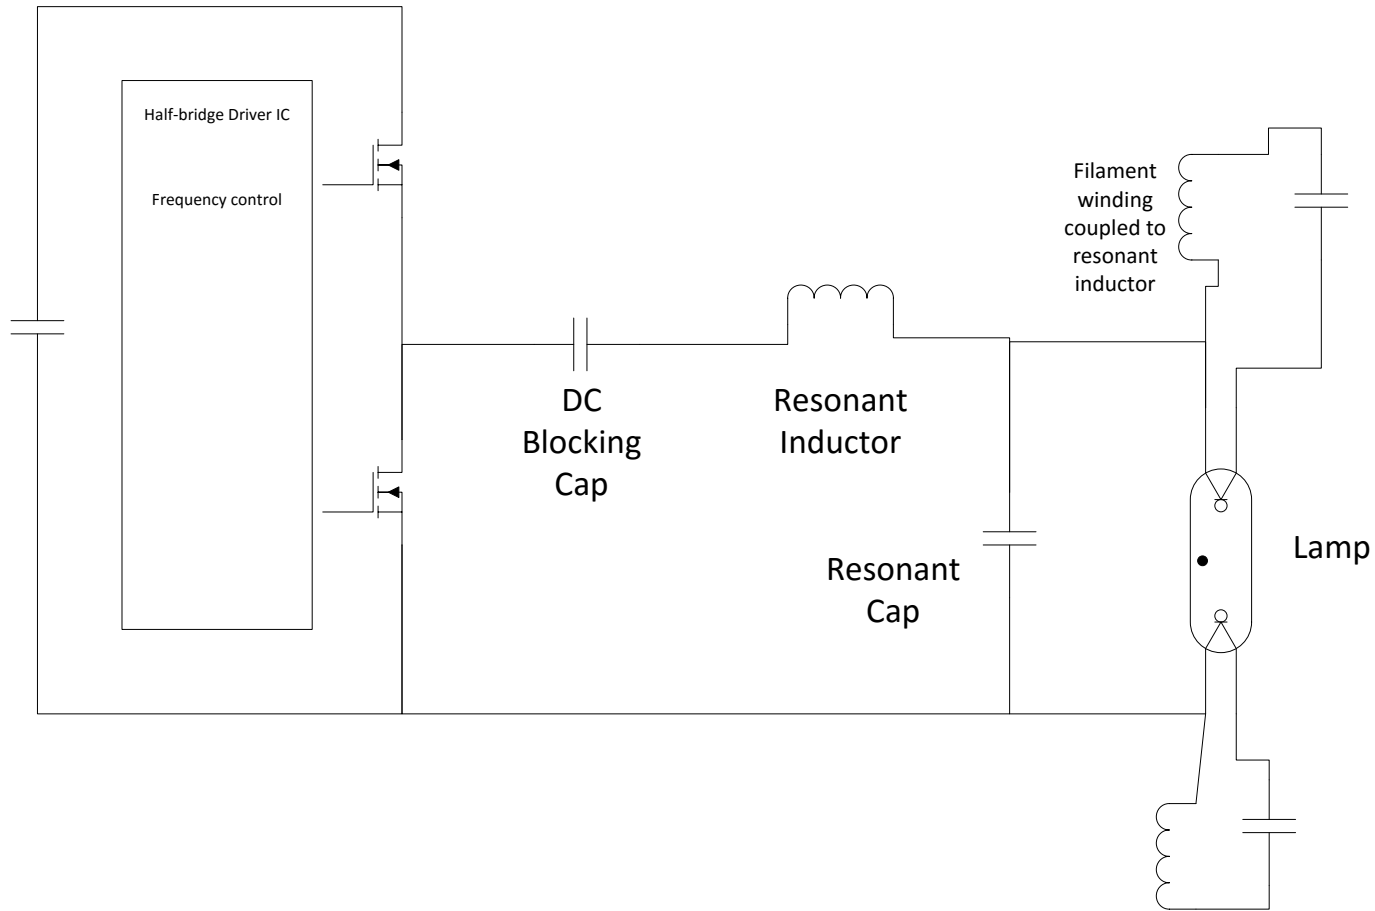 Half-bridge Driver IC
Frequency control
Filament
winding
coupled to
resonant
inductor
DC
Blocking
Cap
Resonant
Inductor
Resonant
Cap
Lamp